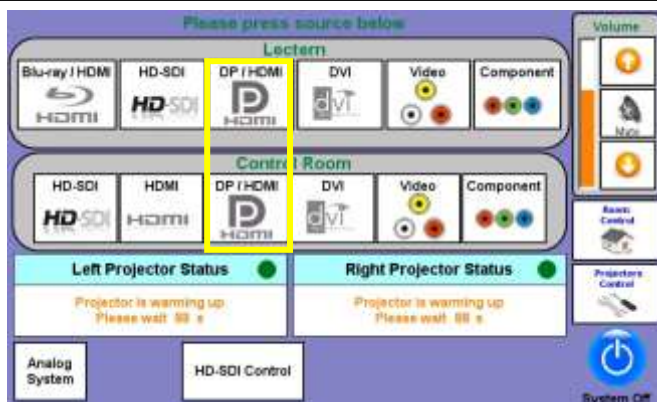 Please press source below
Lectern
Blu-ray / HDMI HD-SDI DP / HDMI DVI Video Component
HDMI HD-SDI D HDMI dvi
Control Room
HD-SDI HDMI DP / HDMI DVI Video Component
HD-SDI HDMI D HDMI dvi
Left Projector Status
Right Projector Status
Projector is warming up
Please wait
Projector is warming up
Please wait
Analog
System
HD-SDI Control
Volume
Mute
Room
Control
Projectors
Control
System Off